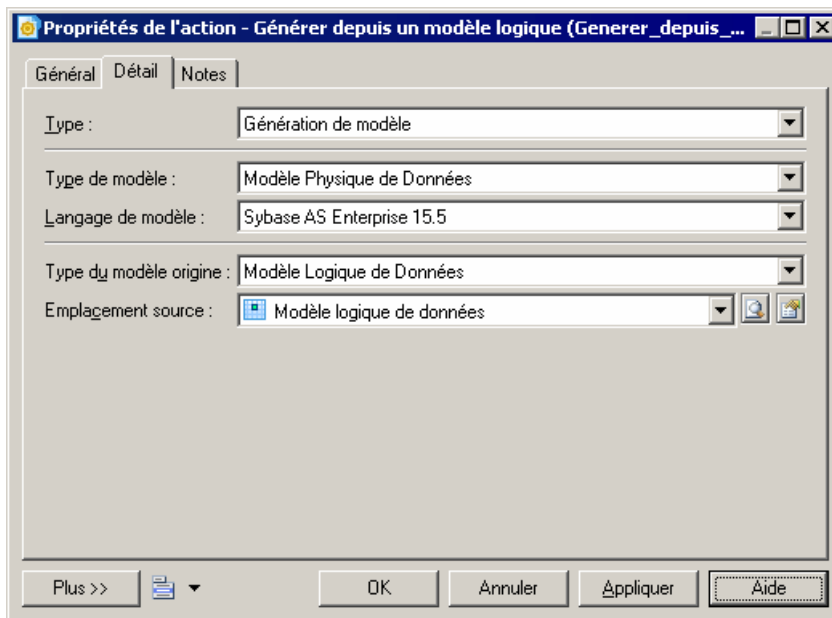 Propriétés de l'action - Générer depuis un modèle logique (Generer_depuis_...
Général Détail Notes
Type : Génération de modèle
Type de modèle : Modèle Physique de Données
Langage de modèle : Sybase AS Enterprise 15.5
Type du modèle origine : Modèle Logique de Données
Emplacement source : Modèle logique de données
Plus >> OK Annuler Appliquer Aide